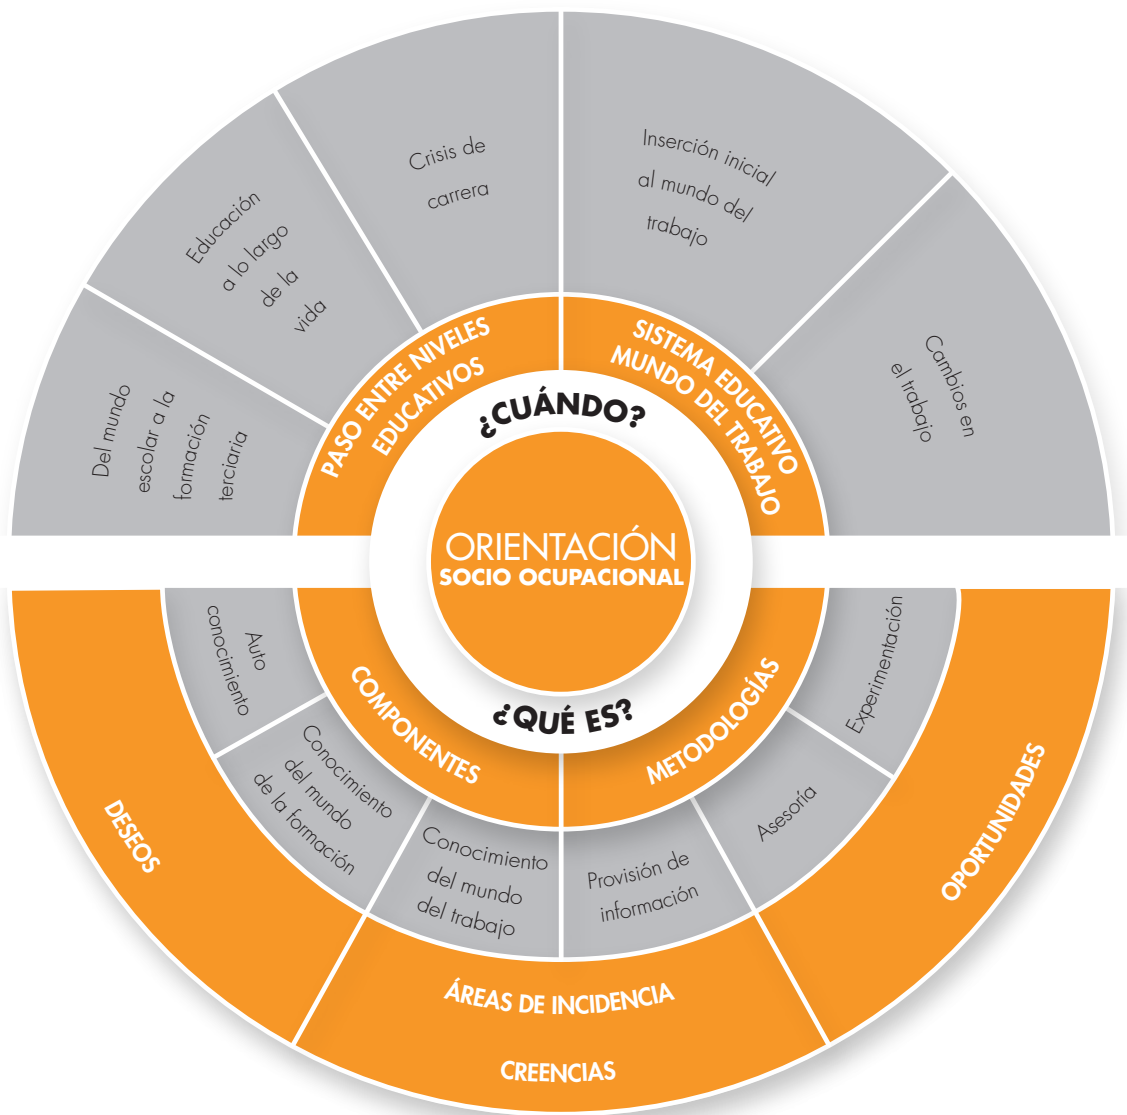 Del mundo
escolar a la
formación
terciaria
Educación
a lo largo
de la
vida
Crisis de
carrera
Inserción inicial
al mundo del
trabajo
Cambios en
el trabajo
PASO ENTRE NIVELES
EDUCATIVOS
SISTEMA EDUCATIVO
MUNDO DEL TRABAJO
¿CUÁNDO?
ORIENTACIÓN
SOCIO OCUPACIONAL
¿QUÉ ES?
COMPONENTES
METODOLOGÍAS
Auto
conocimiento
Conocimiento
del mundo
de la formación
Conocimiento
del mundo
del trabajo
Provisión de
información
Asesoría
Experimentación
DESEOS
ÁREAS DE INCIDENCIA
CREENCIAS
OPORTUNIDADES